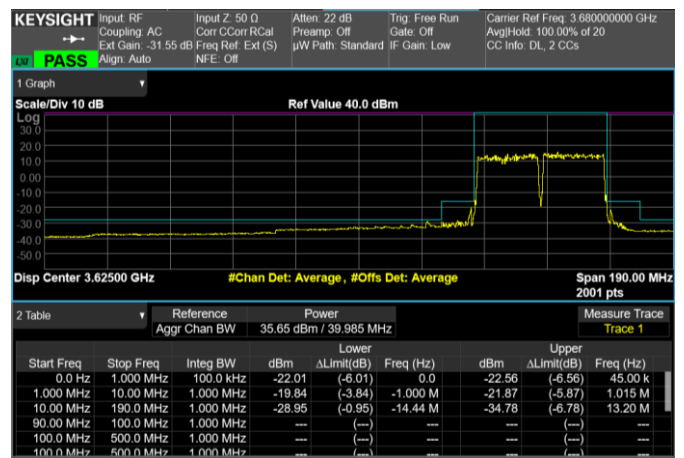 KEYSIGHT Input: RF Input Z: 50 Ω Atten: 22 dB Trig: Free Run Carrier Ref Freq: 3.680000000 GHz
Coupling: AC Corr CCorr RCal Preamp: Off Gate: Off Avg|Hold: 100.00% of 20
Ext Gain: -31.55 dB Freq Ref: Ext (S) µW Path: Standard IF Gain: Low CC Info: DL, 2 CCs
LXI PASS Align: Auto NFE: Off
1 Graph
Scale/Div 10 dB Ref Value 40.0 dBm
Log
30.0
20.0
10.0
0.00
-10.0
-20.0
-30.0
-40.0
-50.0
Disp Center 3.62500 GHz #Chan Det: Average, #Offs Det: Average Span 190.00 MHz
2001 pts
2 Table Reference Power Measure Trace
Aggr Chan BW 35.65 dBm / 39.985 MHz Trace 1
Lower Upper
Start Freq Stop Freq Integ BW dBm ΔLimit(dB) Freq (Hz) dBm ΔLimit(dB) Freq (Hz)
0.0 Hz 1.000 MHz 100.0 kHz -22.01 (-6.01) 0.0 -22.56 (-6.56) 45.00 k
1.000 MHz 10.00 MHz 1.000 MHz -19.84 (-3.84) -1.000 M -21.87 (-5.87) 1.015 M
10.00 MHz 190.0 MHz 1.000 MHz -28.95 (-0.95) -14.44 M -34.78 (-6.78) 13.20 M
90.00 MHz 100.0 MHz 1.000 MHz --- (---) --- --- (---) ---
100.0 MHz 500.0 MHz 1.000 MHz --- (---) --- --- (---) ---
100.0 MHz 500.0 MHz 1.000 MHz --- (---) --- --- (---) ---